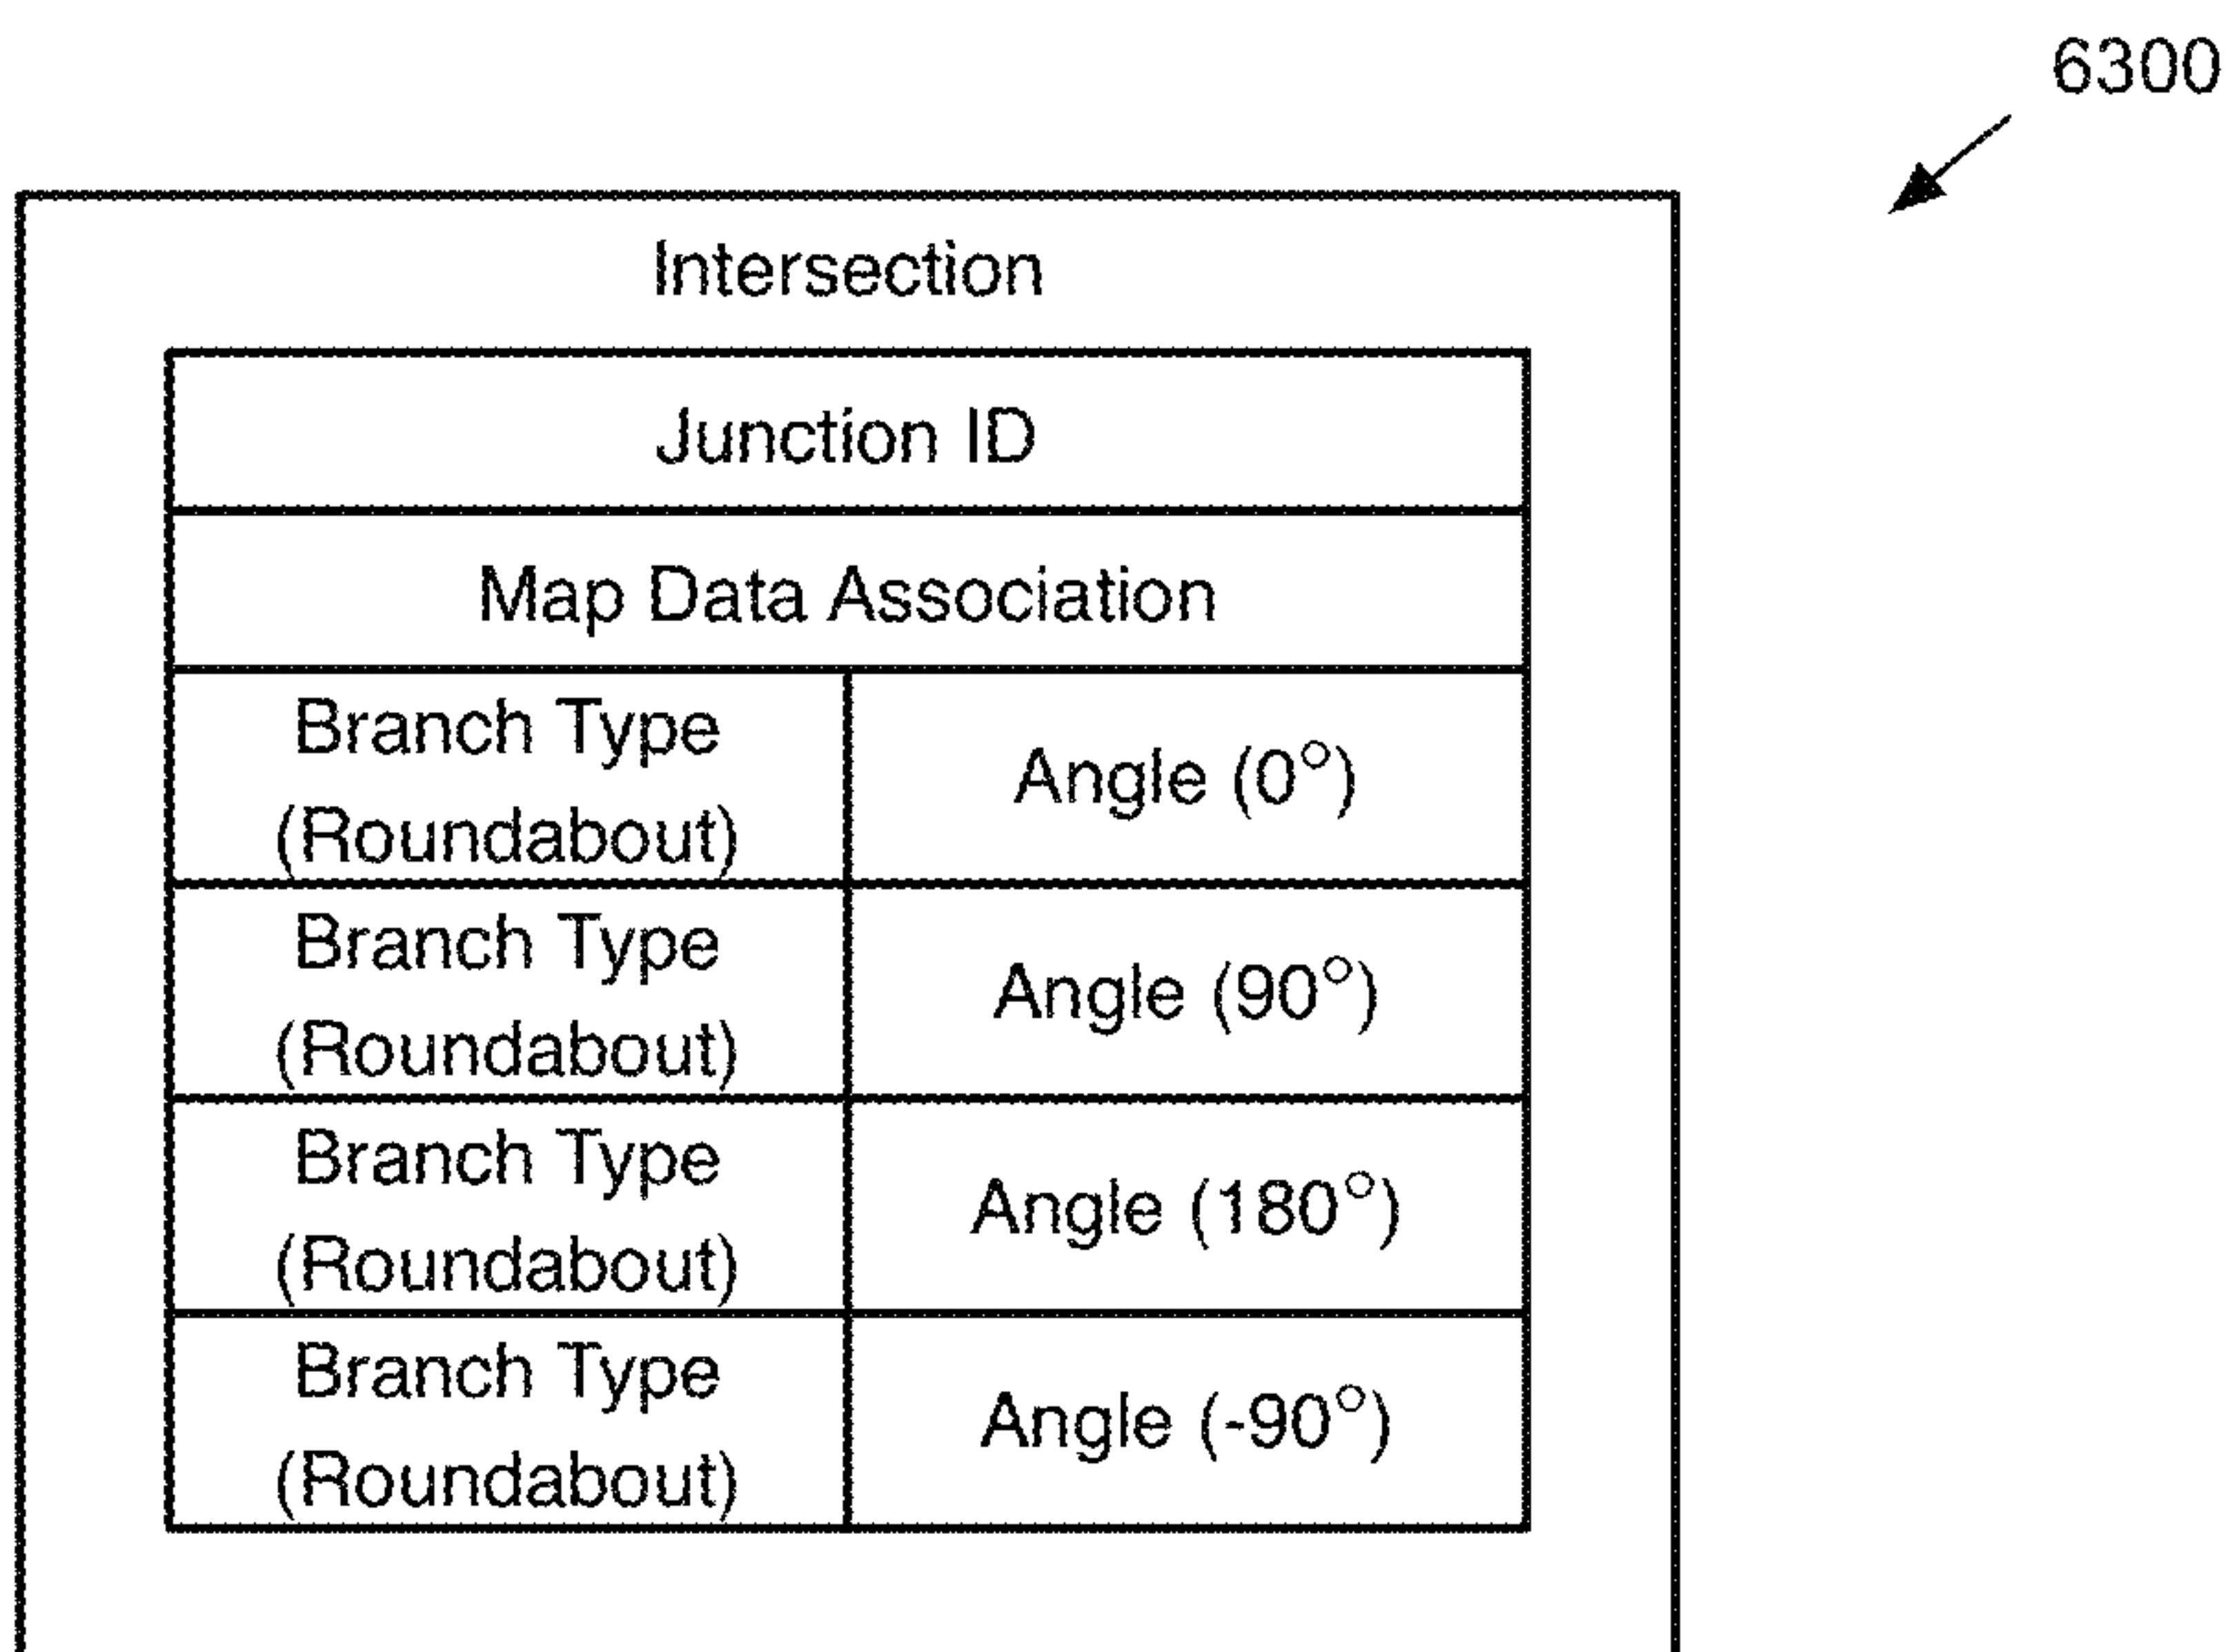 6300
Intersection
Junction ID
Map Data Association
Branch Type
(Roundabout)
Angle (0°)
Branch Type
(Roundabout)
Angle (90°)
Branch Type
(Roundabout)
Angle (180°)
Branch Type
(Roundabout)
Angle (-90°)